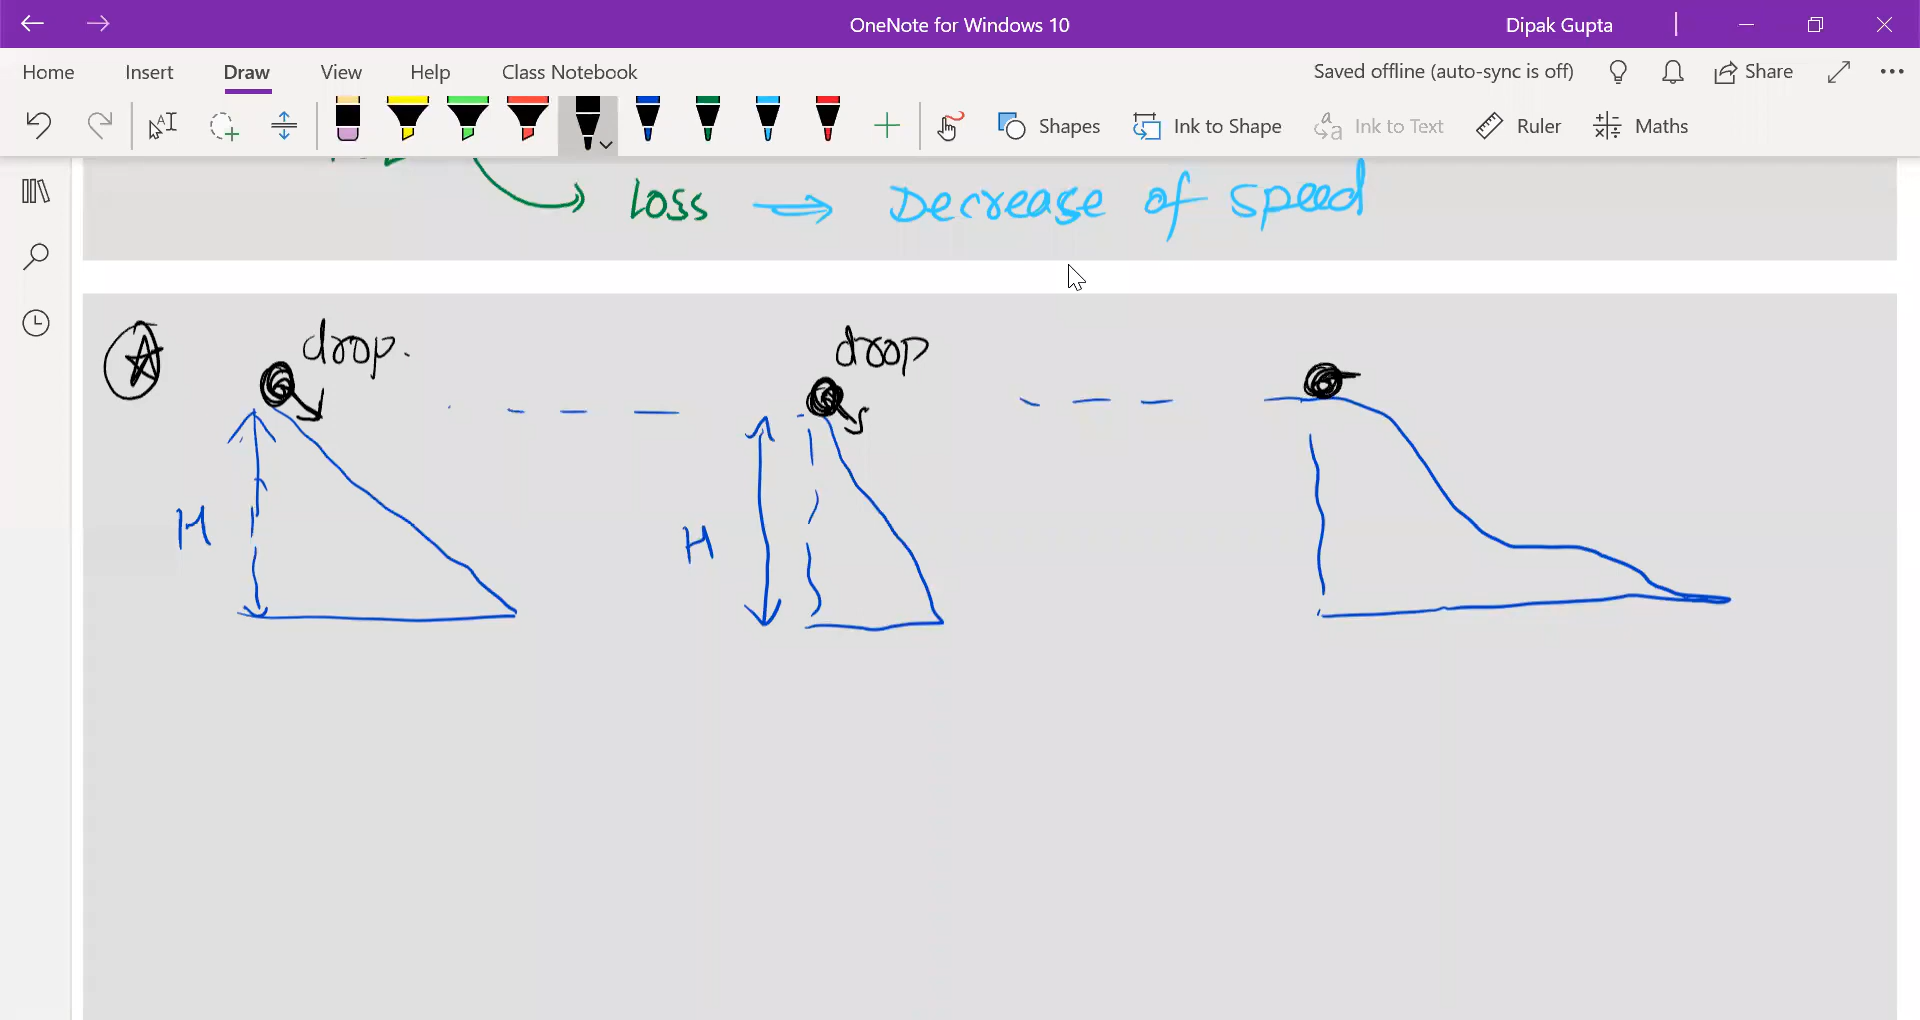 OneNote for Windows 10
Dipak Gupta
Home Insert Draw View Help Class Notebook
Saved offline (auto-sync is off) Share
Shapes Ink to Shape Ink to Text Ruler Maths
Loss ⇒ Decrease of speed
drop.
drop
H
H